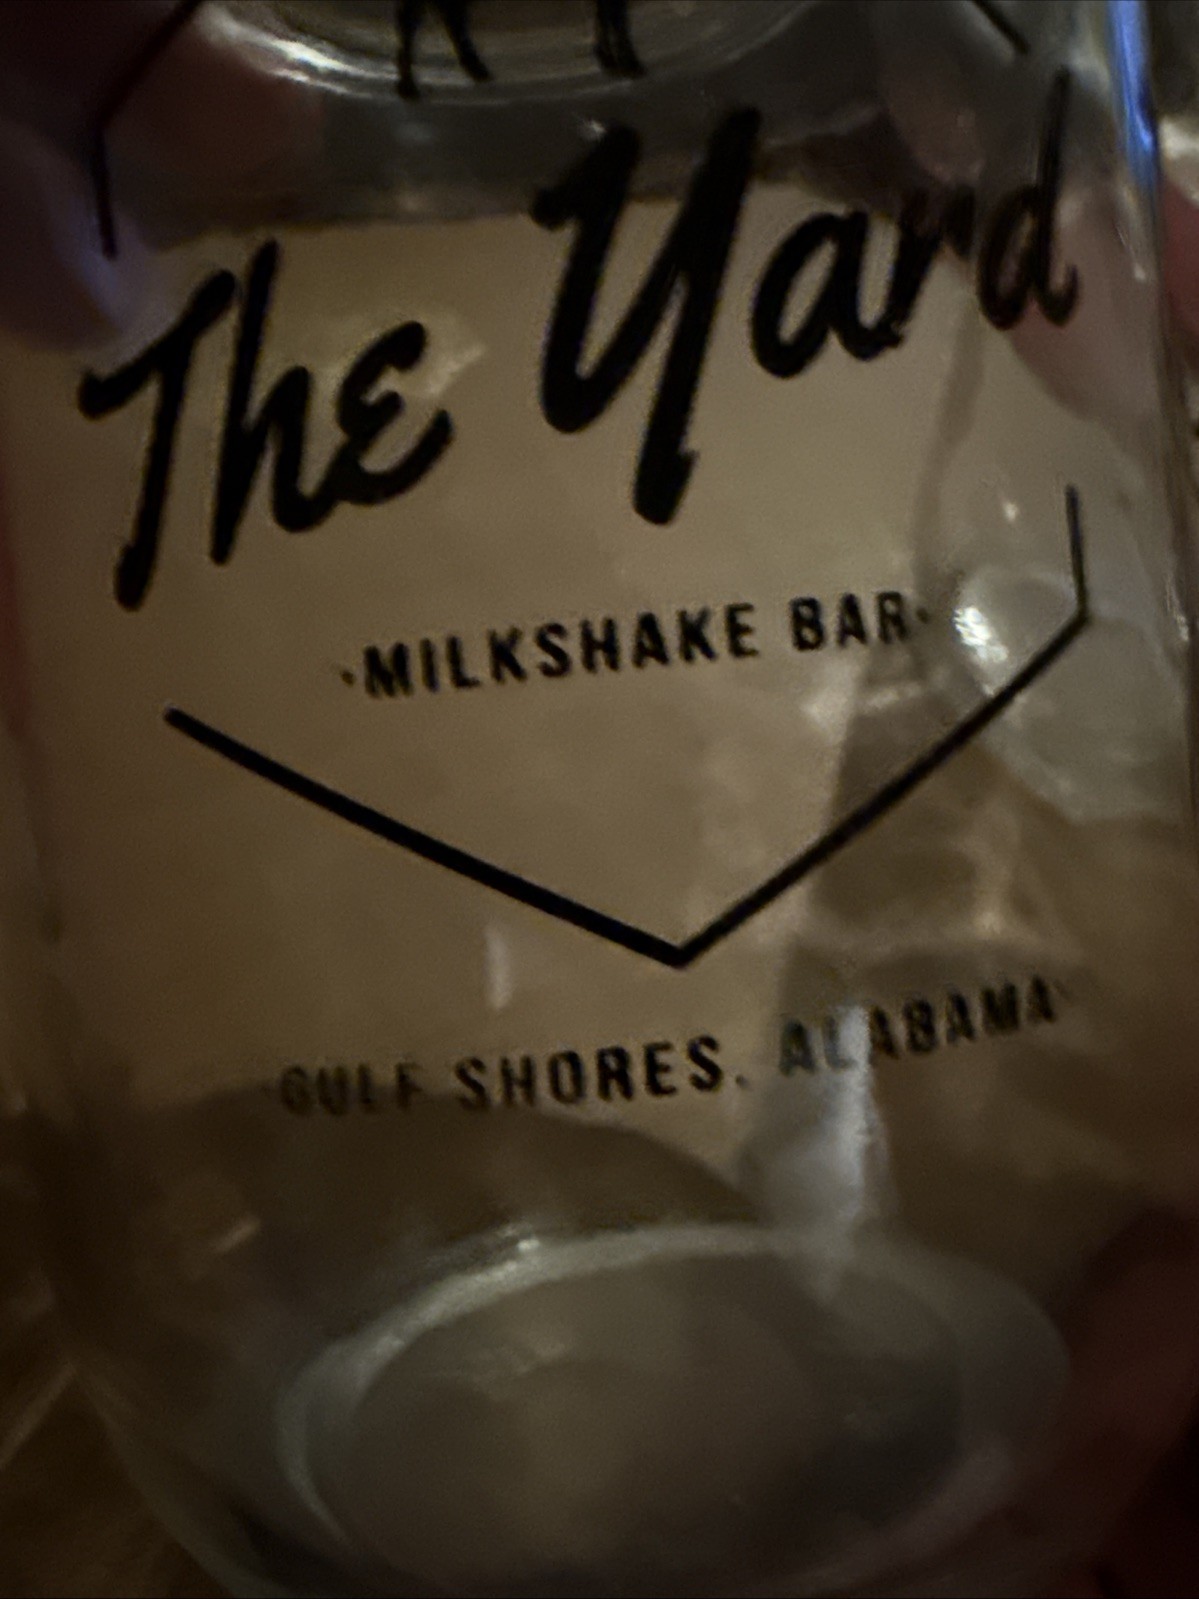 The Yard
·MILKSHAKE BAR·
GULF SHORES, ALABAMA